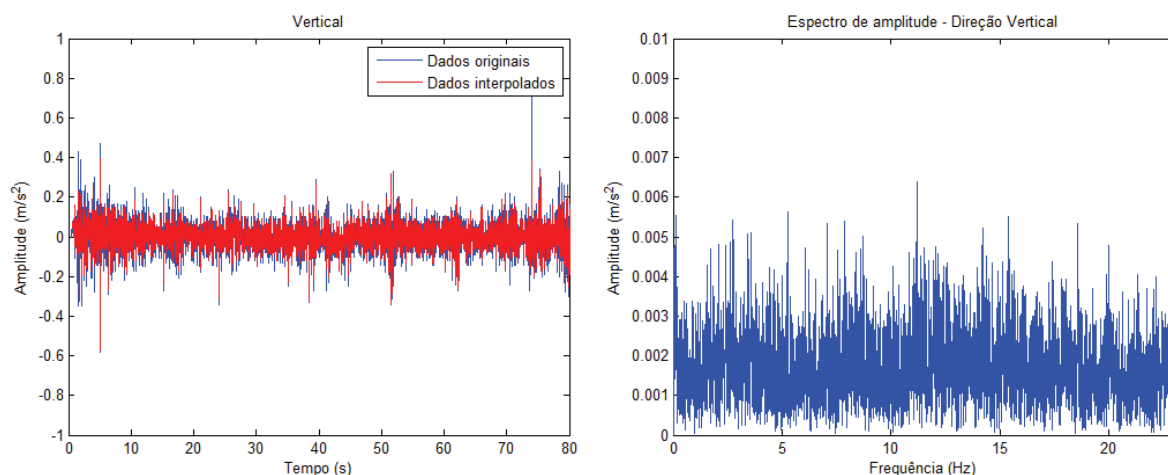 Vertical
1
0.8
0.6
0.4
0.2
0
-0.2
-0.4
-0.6
-0.8
-1
Amplitude (m/s²)
Dados originais
Dados interpolados
0 10 20 30 40 50 60 70 80
Tempo (s)
Espectro de amplitude - Direção Vertical
0.01
0.009
0.008
0.007
0.006
0.005
0.004
0.003
0.002
0.001
0
Amplitude (m/s²)
0 5 10 15 20
Frequência (Hz)